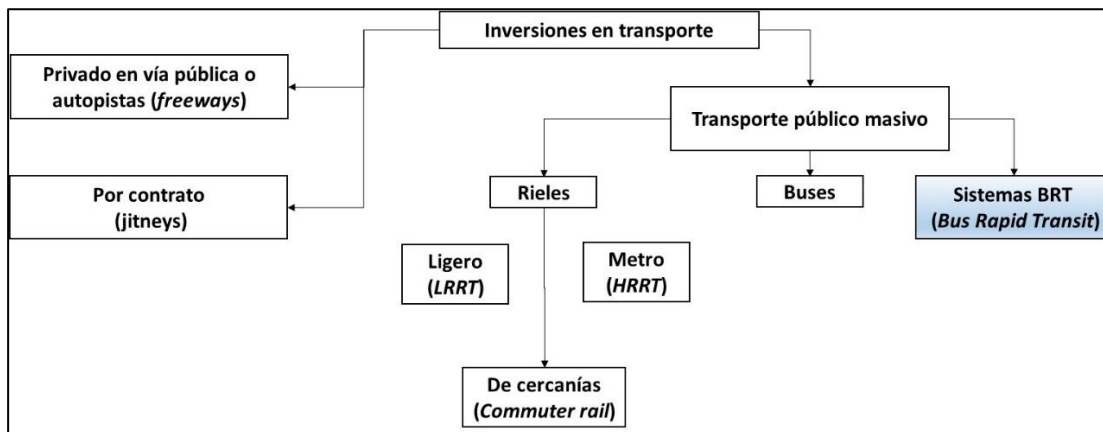 Inversiones en transporte
Privado en vía pública o
autopistas (freeways)
Transporte público masivo
Por contrato
(jitneys)
Rieles
Buses
Sistemas BRT
(Bus Rapid Transit)
Ligero
(LRRT)
Metro
(HRRT)
De cercanías
(Commuter rail)